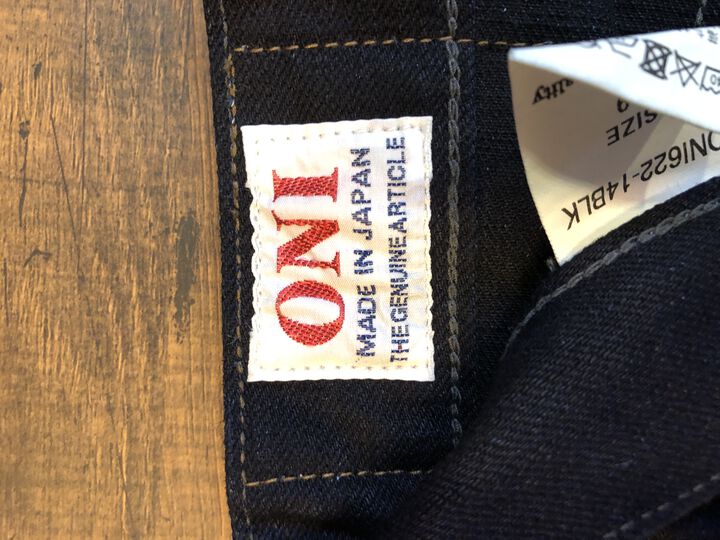 ONI
MADE IN JAPAN
THE GENUINE ARTICLE
ONI622-14BLK
SIZE